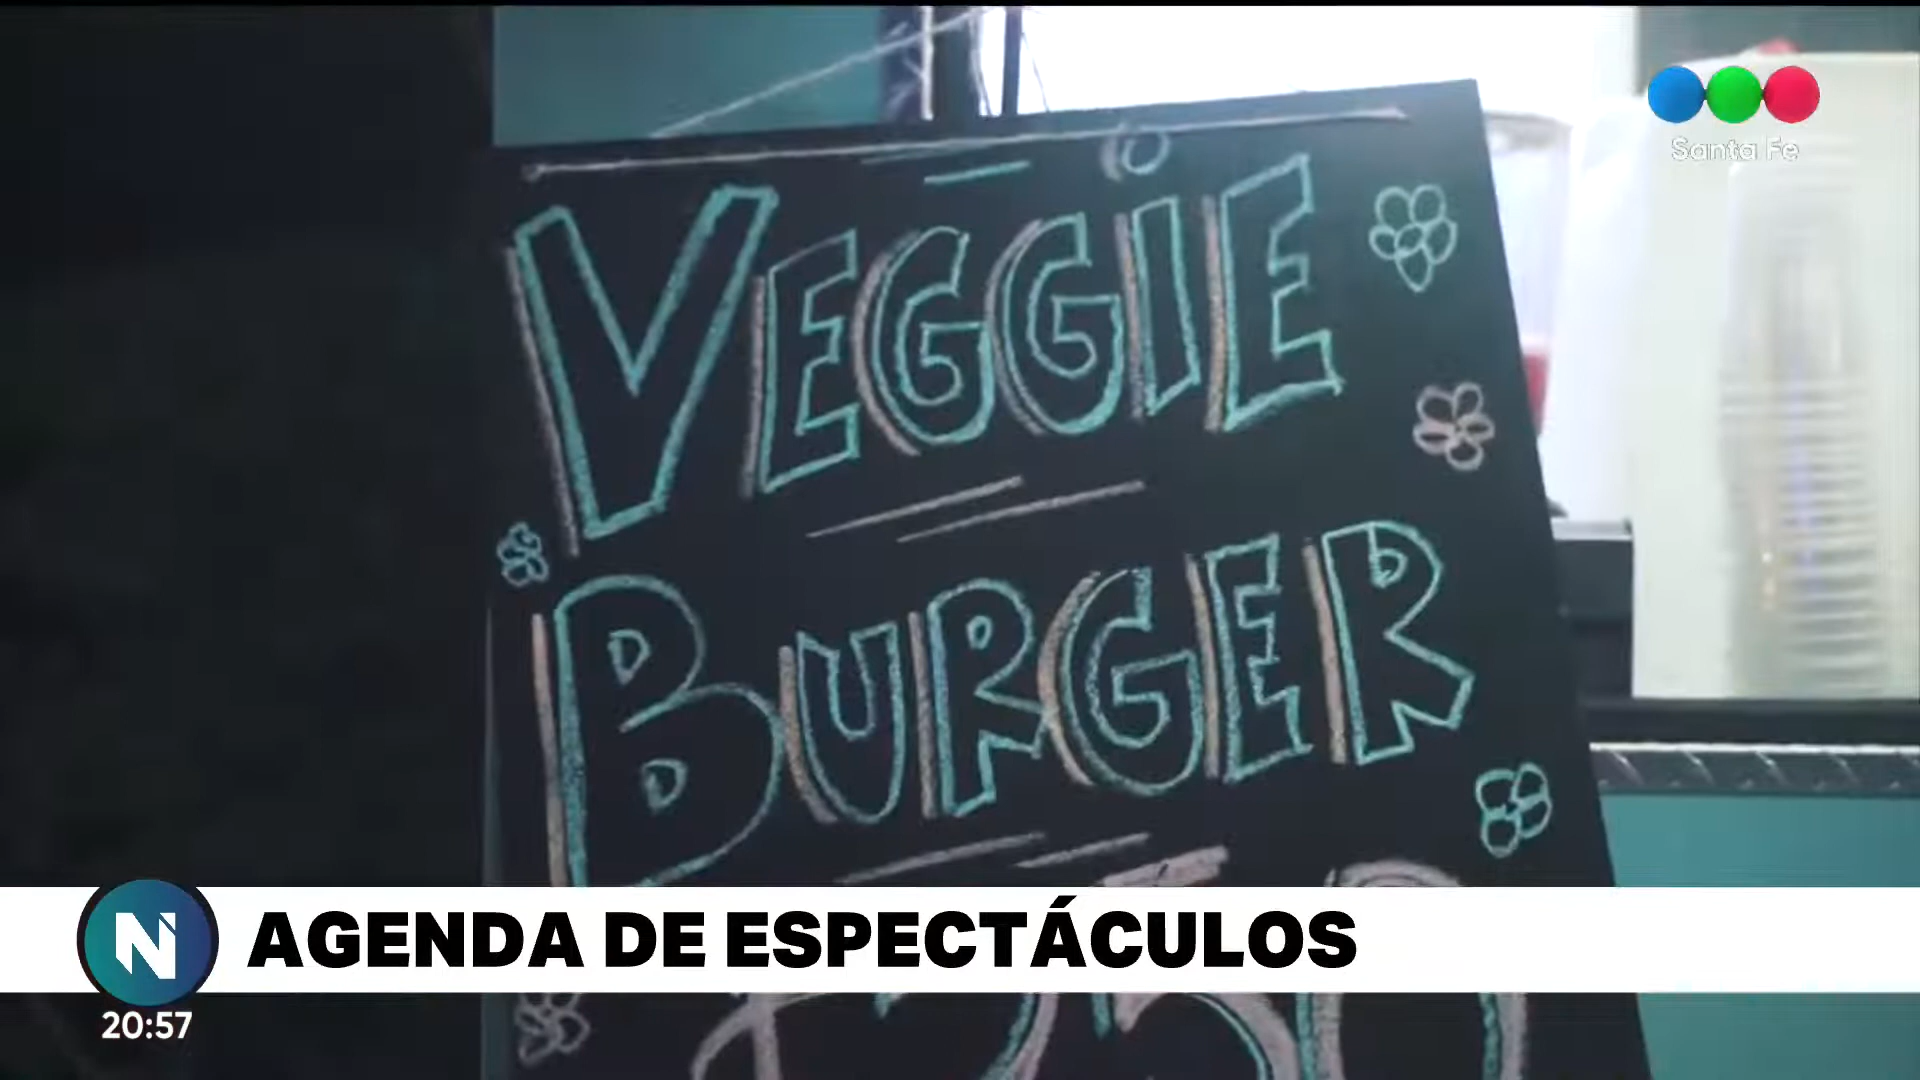 Santa Fe
VEGGIE
BURGER
N
AGENDA DE ESPECTÁCULOS
20:57